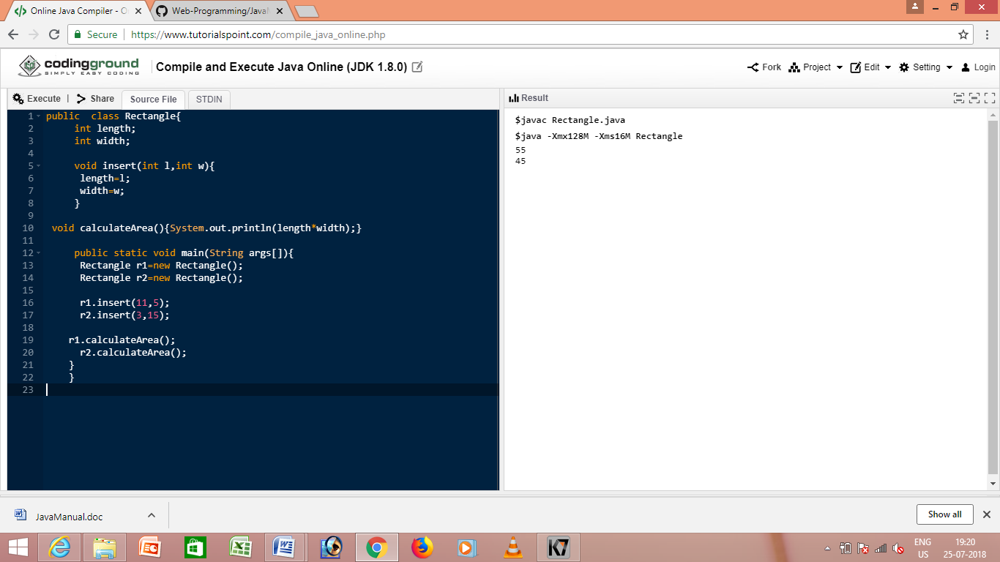 Online Java Compiler - O
Web-Programming/JavaM
Secure
https://www.tutorialspoint.com/compile_java_online.php
codingground
SIMPLY EASY CODING
Compile and Execute Java Online (JDK 1.8.0)
Fork
Project
Edit
Setting
Login
Execute | Share Source File STDIN
1 public  class Rectangle{
2      int length;
3      int width;
4
5      void insert(int l,int w){
6       length=l;
7       width=w;
8      }
9
10  void calculateArea(){System.out.println(length*width);}
11
12      public static void main(String args[]){
13       Rectangle r1=new Rectangle();
14       Rectangle r2=new Rectangle();
15
16       r1.insert(11,5);
17       r2.insert(3,15);
18
19     r1.calculateArea();
20       r2.calculateArea();
21     }
22     }
23
Result
$javac Rectangle.java
$java -Xmx128M -Xms16M Rectangle
55
45
JavaManual.doc
Show all
K7
ENG
US
19:20
25-07-2018